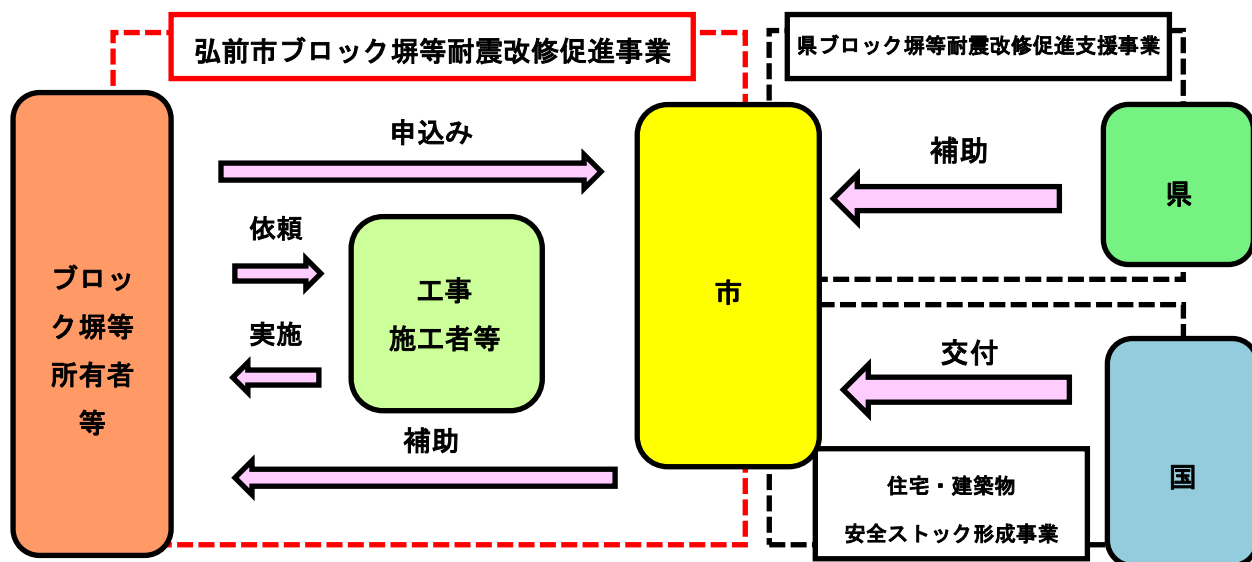 弘前市ブロック塀等耐震改修促進事業
県ブロック塀等耐震改修促進支援事業
ブロッ
ク塀等
所有者
等
申込み
依頼
工事
施工者等
実施
補助
市
補助
県
交付
国
住宅・建築物
安全ストック形成事業